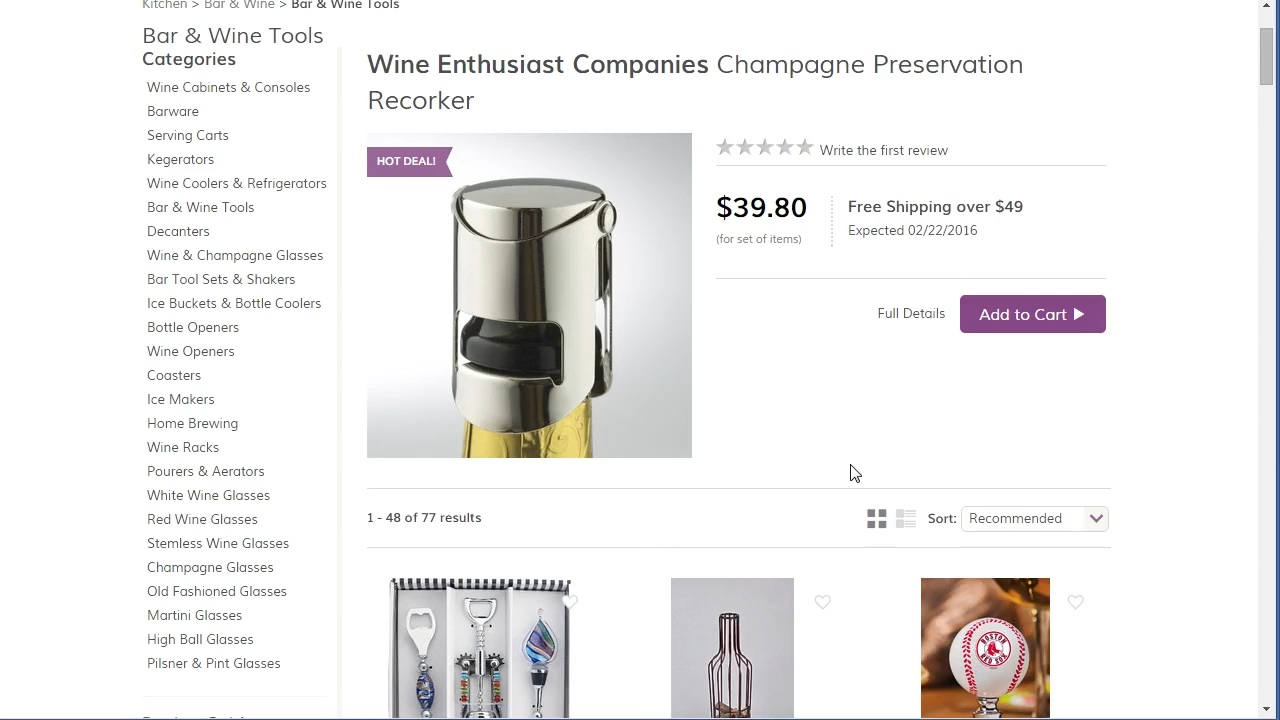 Kitchen > Bar & Wine > Bar & Wine Tools
Bar & Wine Tools
Categories
Wine Cabinets & Consoles
Barware
Serving Carts
Kegerators
Wine Coolers & Refrigerators
Bar & Wine Tools
Decanters
Wine & Champagne Glasses
Bar Tool Sets & Shakers
Ice Buckets & Bottle Coolers
Bottle Openers
Wine Openers
Coasters
Ice Makers
Home Brewing
Wine Racks
Pourers & Aerators
White Wine Glasses
Red Wine Glasses
Stemless Wine Glasses
Champagne Glasses
Old Fashioned Glasses
Martini Glasses
High Ball Glasses
Pilsner & Pint Glasses
Wine Enthusiast Companies Champagne Preservation
Recorker
HOT DEAL!
Write the first review
$39.80
(for set of items)
Free Shipping over $49
Expected 02/22/2016
Full Details
Add to Cart
1 - 48 of 77 results
Sort: Recommended
BOSTON
RED SOX